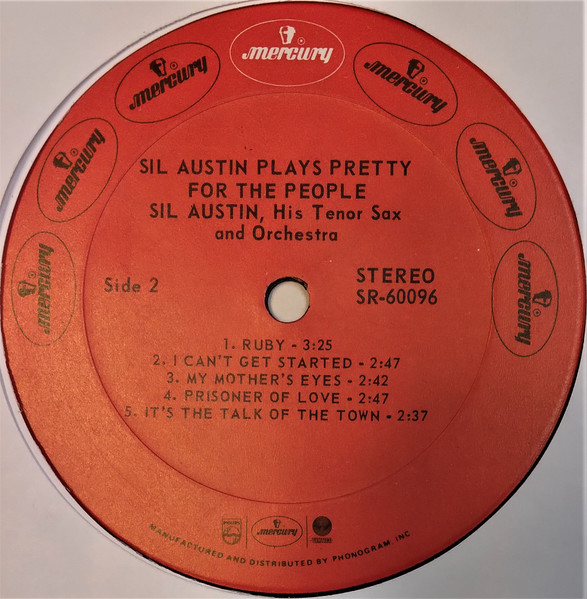 mercury
mercury
mercury
mercury
mercury
mercury
mercury
SIL AUSTIN PLAYS PRETTY
FOR THE PEOPLE
SIL AUSTIN, His Tenor Sax
and Orchestra
Side 2
STEREO
SR-60096
1. RUBY - 3:25
2. I CAN'T GET STARTED - 2:47
3. MY MOTHER'S EYES - 2:42
4. PRISONER OF LOVE - 2:47
5. IT'S THE TALK OF THE TOWN - 2:37
PHILIPS
mercury
MANUFACTURED AND DISTRIBUTED BY PHONOGRAM, INC.